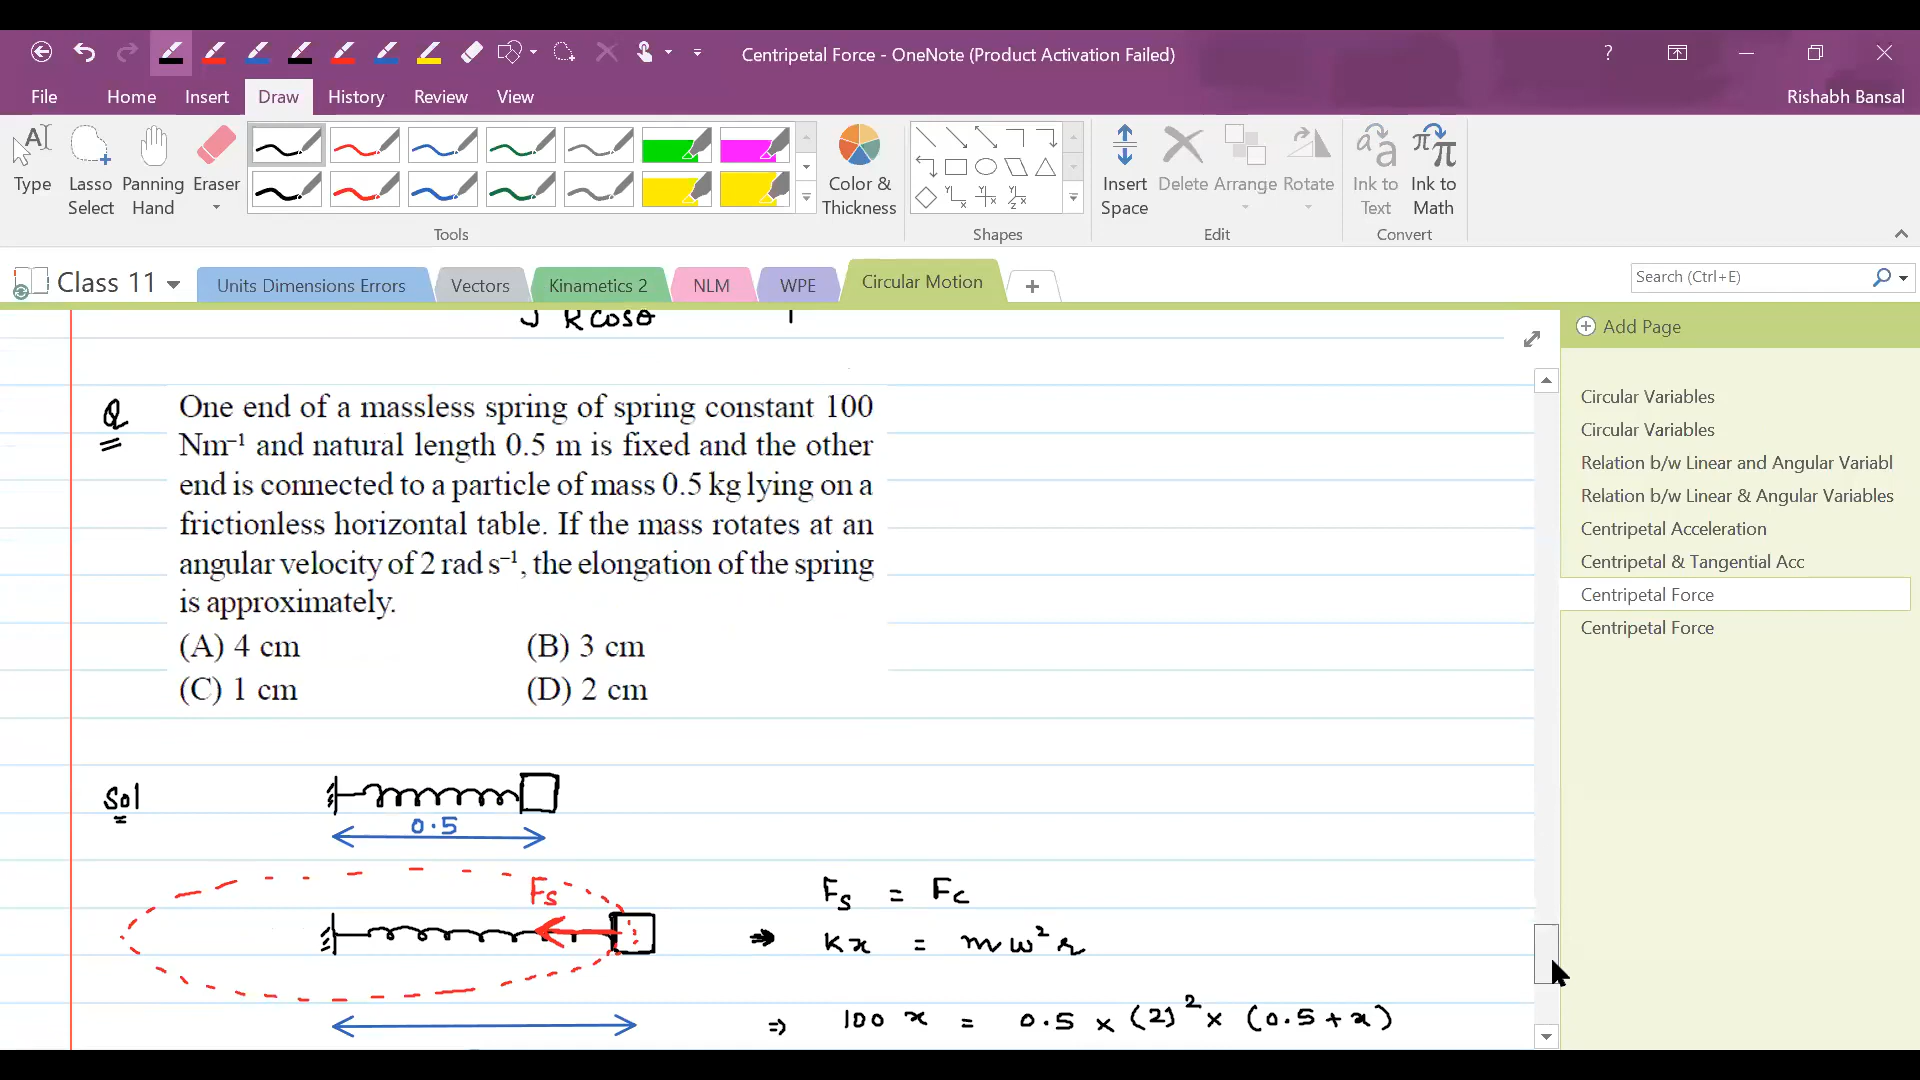 Centripetal Force - OneNote (Product Activation Failed)
?
File Home Insert Draw History Review View
Rishabh Bansal
Type
Lasso Select
Panning Hand
Eraser
Color & Thickness
Insert Space
Delete
Arrange
Rotate
Ink to Text
Ink to Math
Tools
Shapes
Edit
Convert
Class 11
Units Dimensions Errors
Vectors
Kinametics 2
NLM
WPE
Circular Motion
Search (Ctrl+E)
Add Page
Circular Variables
Circular Variables
Relation b/w Linear and Angular Variabl
Relation b/w Linear & Angular Variables
Centripetal Acceleration
Centripetal & Tangential Acc
Centripetal Force
Centripetal Force
R cosθ
Q
One end of a massless spring of spring constant 100
Nm⁻¹ and natural length 0.5 m is fixed and the other
end is connected to a particle of mass 0.5 kg lying on a
frictionless horizontal table. If the mass rotates at an
angular velocity of 2 rad s⁻¹, the elongation of the spring
is approximately.
(A) 4 cm (B) 3 cm
(C) 1 cm (D) 2 cm
Sol
0.5
Fs
Fs = Fc
⇒ Kx = mω²r
⇒ 100 x = 0.5 × (2)² × (0.5 + x)